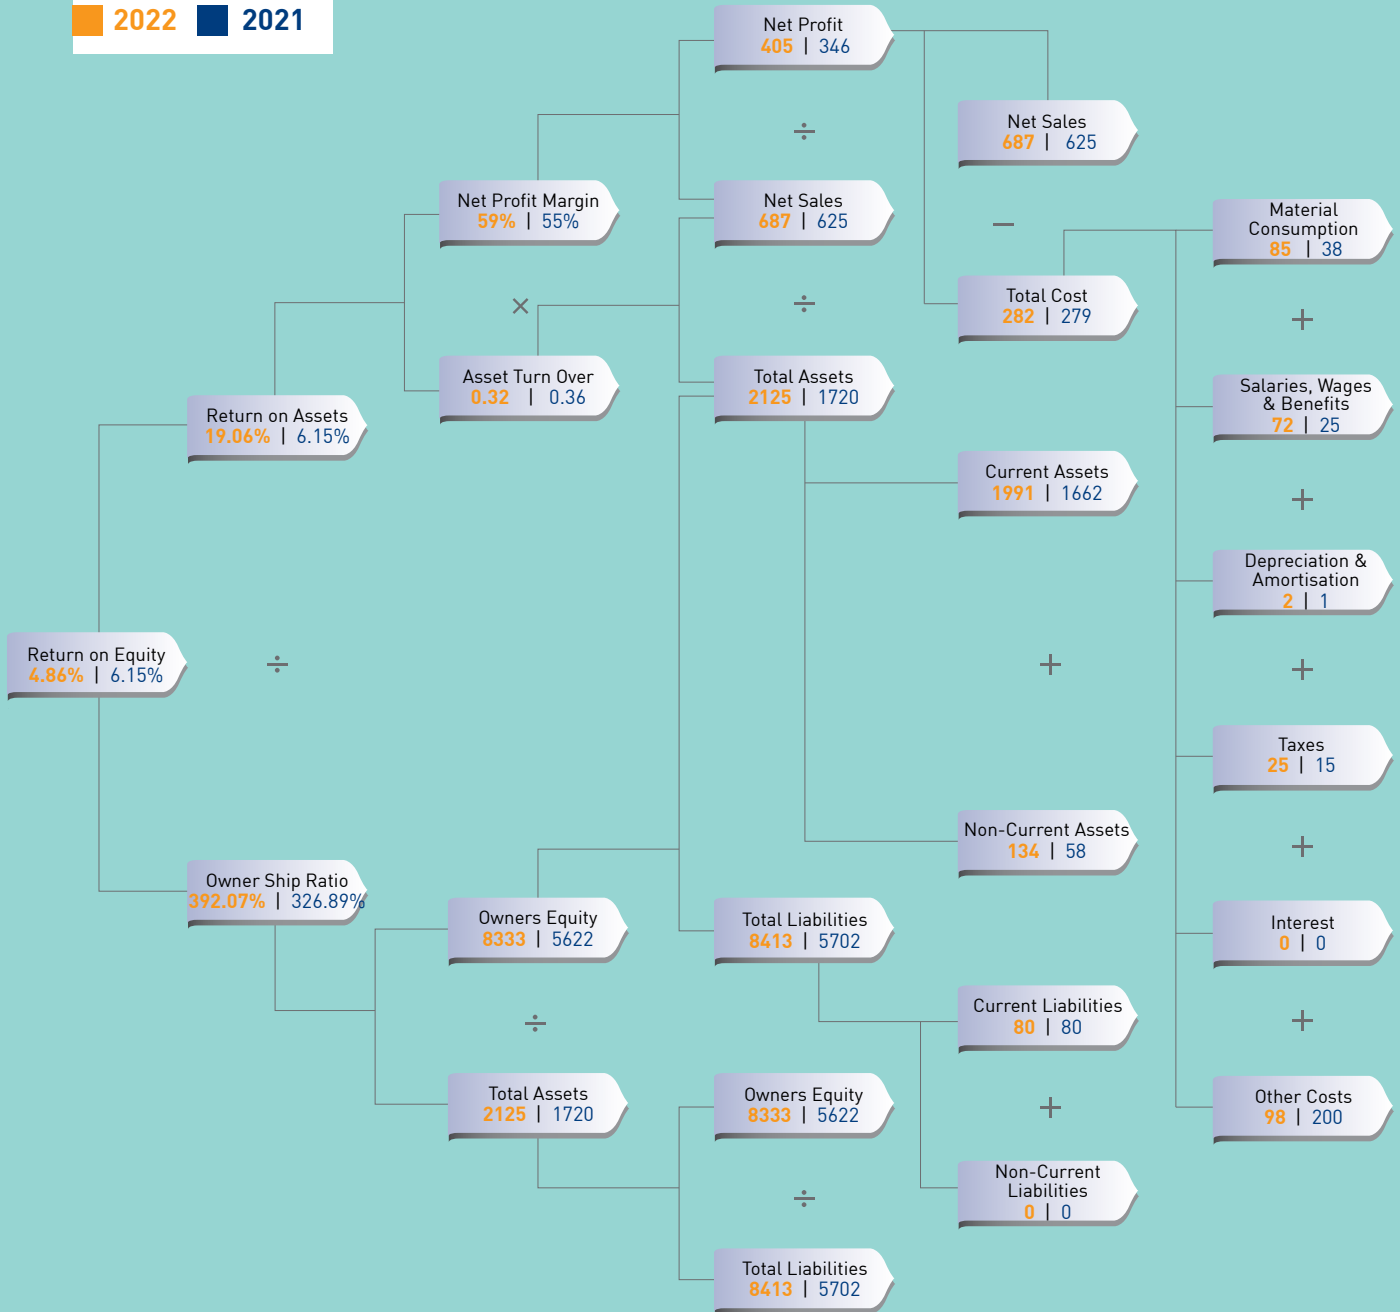 2022 2021
Net Profit
405 | 346
÷
Net Sales
687 | 625
Net Profit Margin
59% | 55%
Net Sales
687 | 625
−
Material
Consumption
85 | 38
×
÷
Total Cost
282 | 279
+
Asset Turn Over
0.32 | 0.36
Total Assets
2125 | 1720
Salaries, Wages
& Benefits
72 | 25
Return on Assets
19.06% | 6.15%
Current Assets
1991 | 1662
+
Depreciation &
Amortisation
2 | 1
Return on Equity
4.86% | 6.15%
÷
+
+
Taxes
25 | 15
Non-Current Assets
134 | 58
+
Owner Ship Ratio
392.07% | 326.89%
Owners Equity
8333 | 5622
Total Liabilities
8413 | 5702
Interest
0 | 0
÷
Current Liabilities
80 | 80
+
Total Assets
2125 | 1720
Owners Equity
8333 | 5622
+
Other Costs
98 | 200
÷
Non-Current
Liabilities
0 | 0
Total Liabilities
8413 | 5702